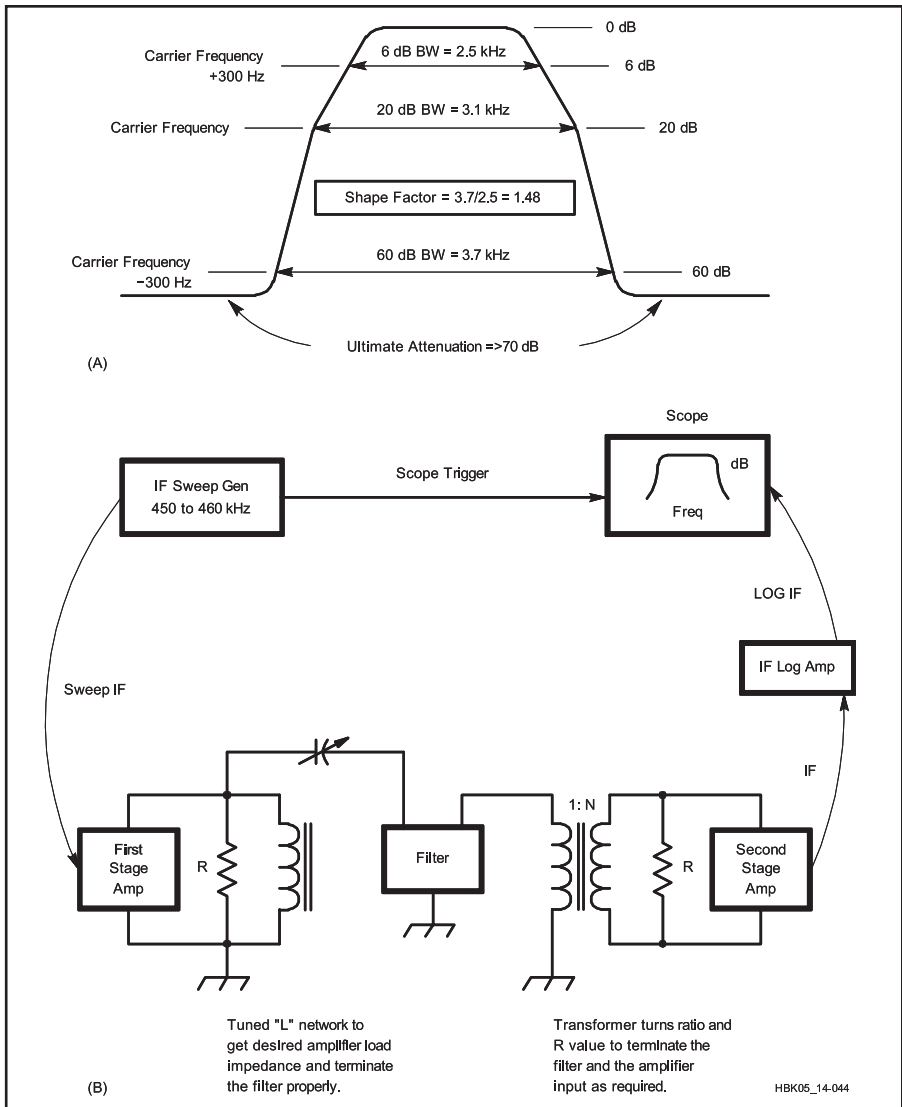 0 dB
6 dB BW = 2.5 kHz
Carrier Frequency
+300 Hz
6 dB
20 dB BW = 3.1 kHz
Carrier Frequency
20 dB
Shape Factor = 3.7/2.5 = 1.48
Carrier Frequency
−300 Hz
60 dB BW = 3.7 kHz
60 dB
Ultimate Attenuation =>70 dB
(A)
Scope
IF Sweep Gen
450 to 460 kHz
Scope Trigger
dB
Freq
LOG IF
IF Log Amp
Sweep IF
IF
1: N
First
Stage
Amp
R
Filter
R
Second
Stage
Amp
Tuned "L" network to
get desired amplifier load
impedance and terminate
the filter properly.
Transformer turns ratio and
R value to terminate the
filter and the amplifier
input as required.
(B)
HBK05_14-044